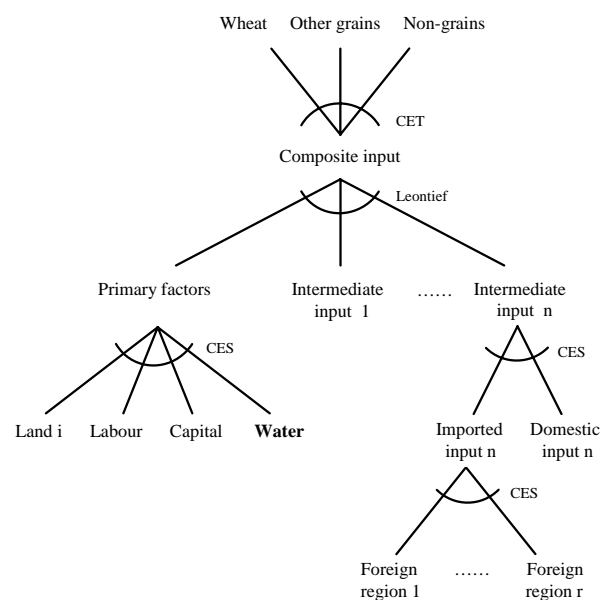 Wheat Other grains Non-grains
CET
Composite input
Leontief
Primary factors Intermediate input 1 ...... Intermediate input n
CES CES
Land i Labour Capital Water Imported input n Domestic input n
CES
Foreign region 1 ...... Foreign region r